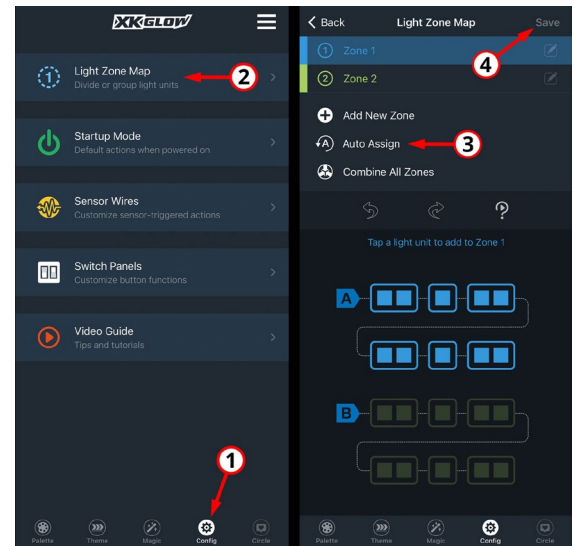 XKGLOW
Light Zone Map
Divide or group light units
2
Startup Mode
Default actions when powered on
Sensor Wires
Customize sensor-triggered actions
Switch Panels
Customize button functions
Video Guide
Tips and tutorials
1
Palette Theme Magic Config Circle
Back Light Zone Map Save
1 Zone 1
4
2 Zone 2
Add New Zone
A Auto Assign
3
Combine All Zones
?
Tap a light unit to add to Zone 1
A
B
Palette Theme Magic Config Circle